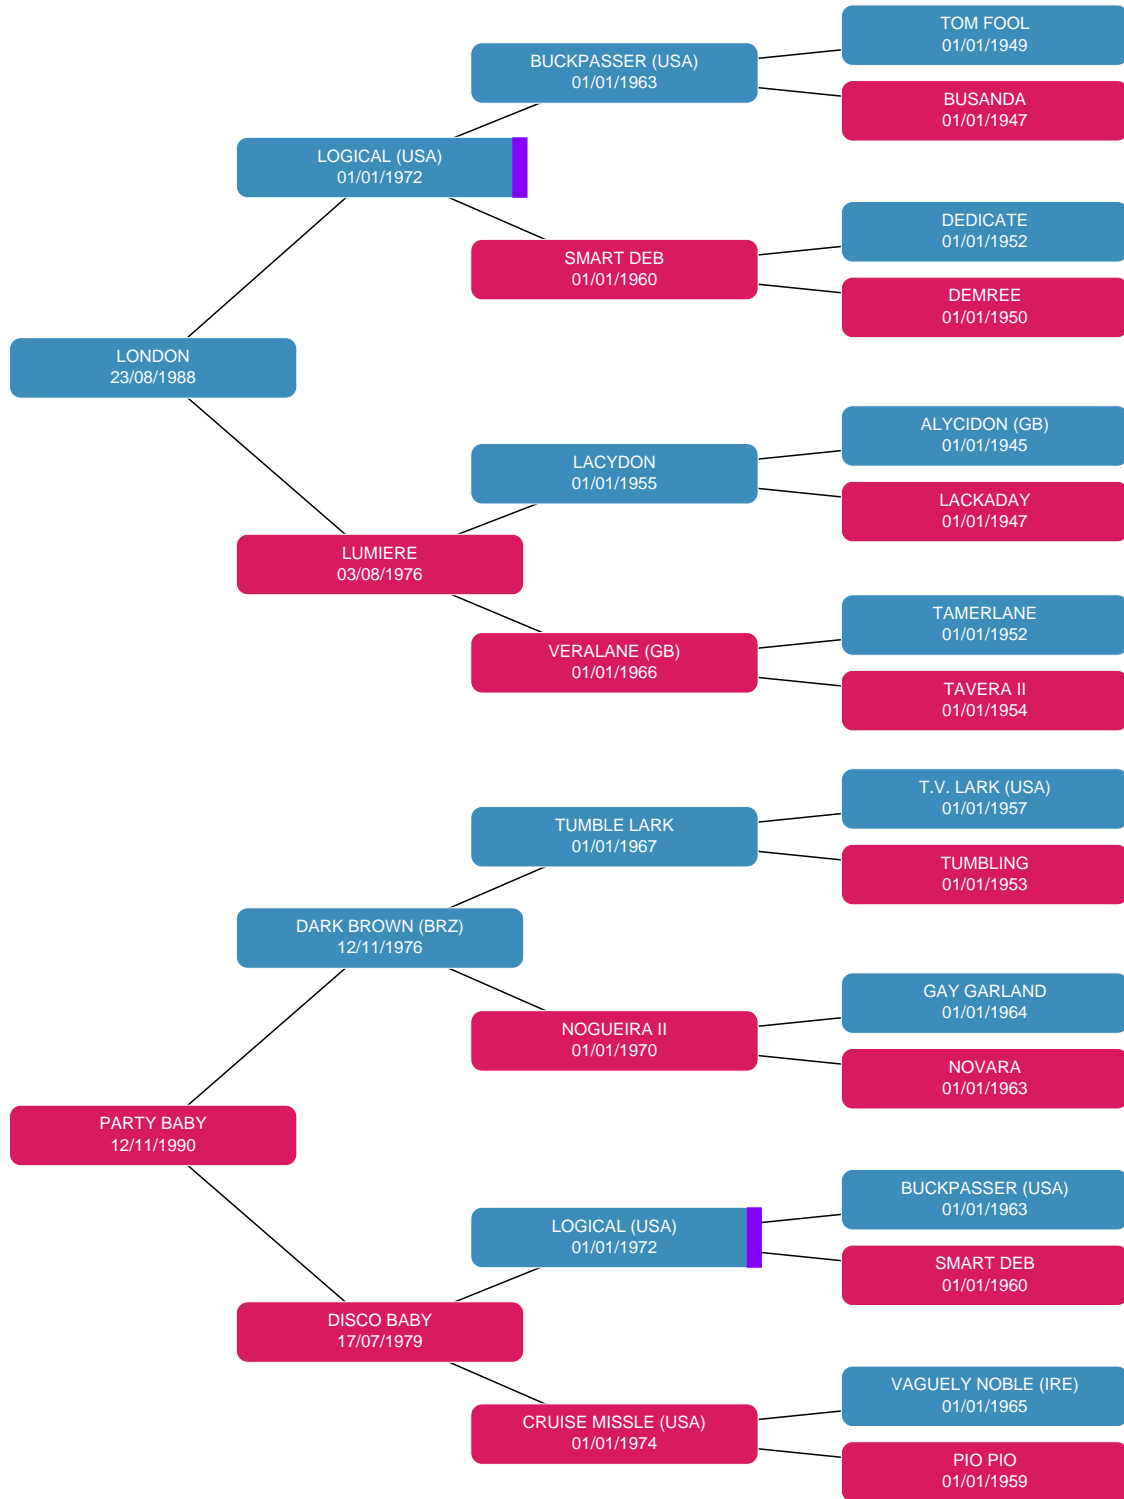 TOM FOOL
01/01/1949
BUCKPASSER (USA)
01/01/1963
BUSANDA
01/01/1947
LOGICAL (USA)
01/01/1972
DEDICATE
01/01/1952
SMART DEB
01/01/1960
DEMREE
01/01/1950
LONDON
23/08/1988
ALYCIDON (GB)
01/01/1945
LACYDON
01/01/1955
LACKADAY
01/01/1947
LUMIERE
03/08/1976
TAMERLANE
01/01/1952
VERALANE (GB)
01/01/1966
TAVERA II
01/01/1954
T.V. LARK (USA)
01/01/1957
TUMBLE LARK
01/01/1967
TUMBLING
01/01/1953
DARK BROWN (BRZ)
12/11/1976
GAY GARLAND
01/01/1964
NOGUEIRA II
01/01/1970
NOVARA
01/01/1963
PARTY BABY
12/11/1990
BUCKPASSER (USA)
01/01/1963
LOGICAL (USA)
01/01/1972
SMART DEB
01/01/1960
DISCO BABY
17/07/1979
VAGUELY NOBLE (IRE)
01/01/1965
CRUISE MISSLE (USA)
01/01/1974
PIO PIO
01/01/1959